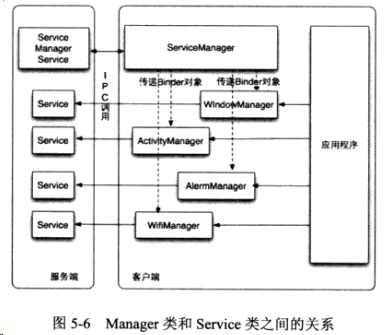 Service
Manager
Service
ServiceManager
I
P
C
调
用
传递Binder对象
传递Binder对象
Service
WIndowManager
Service
ActivityManager
应用程序
Service
AlermManager
Service
WifiManager
服务端
客户端
图 5-6 Manager 类和 Service 类之间的关系